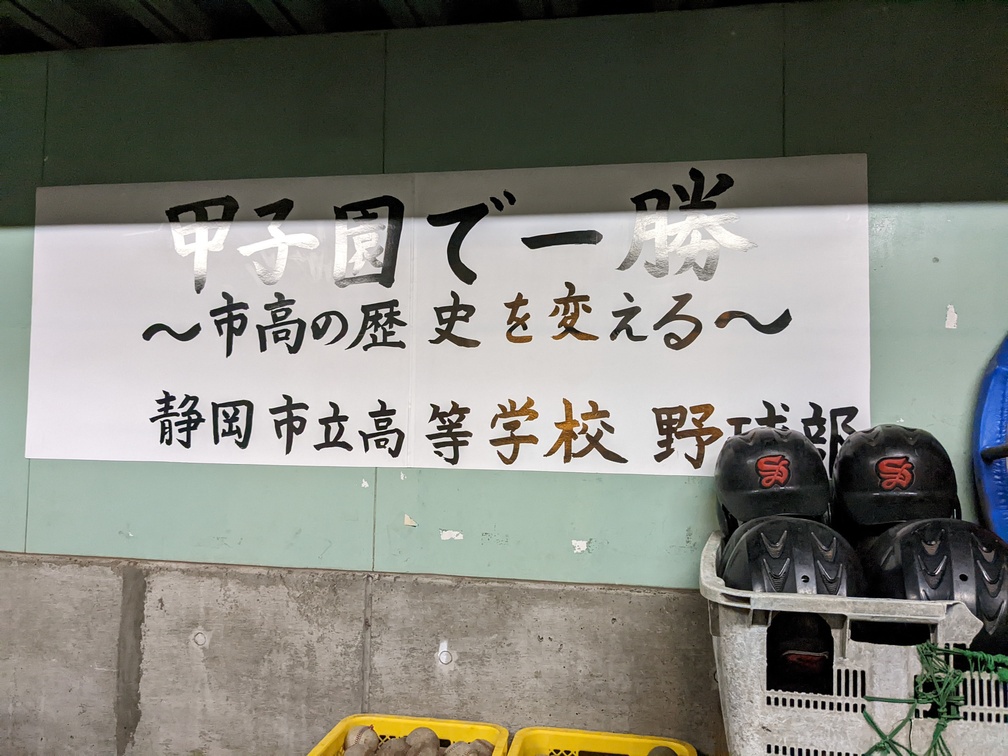 甲子園で一勝
～市高の歴史を変える～
静岡市立高等学校 野球部